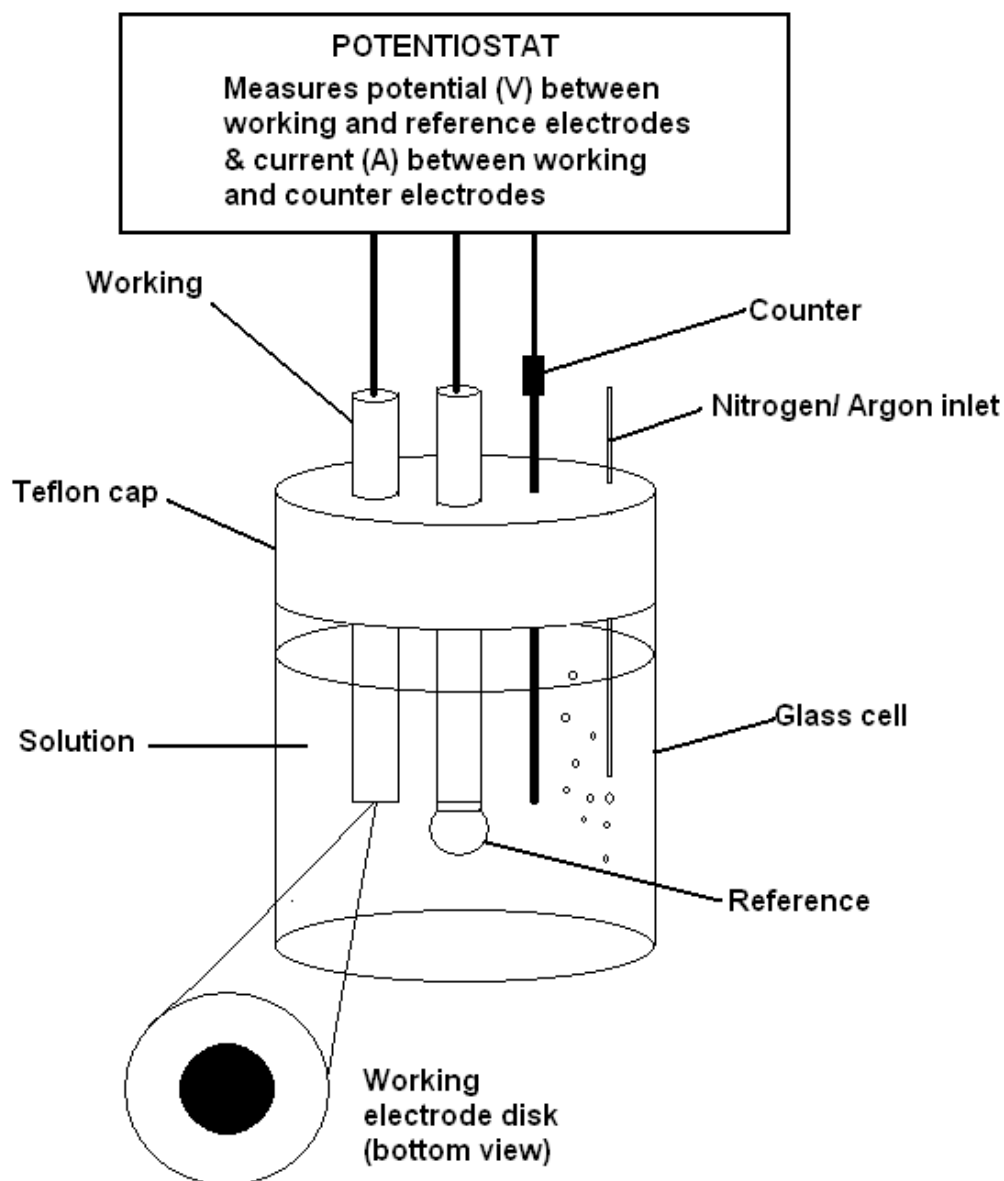 POTENTIOSTAT
Measures potential (V) between
working and reference electrodes
& current (A) between working
and counter electrodes
Working
Counter
Nitrogen/ Argon inlet
Teflon cap
Solution
Glass cell
Reference
Working
electrode disk
(bottom view)